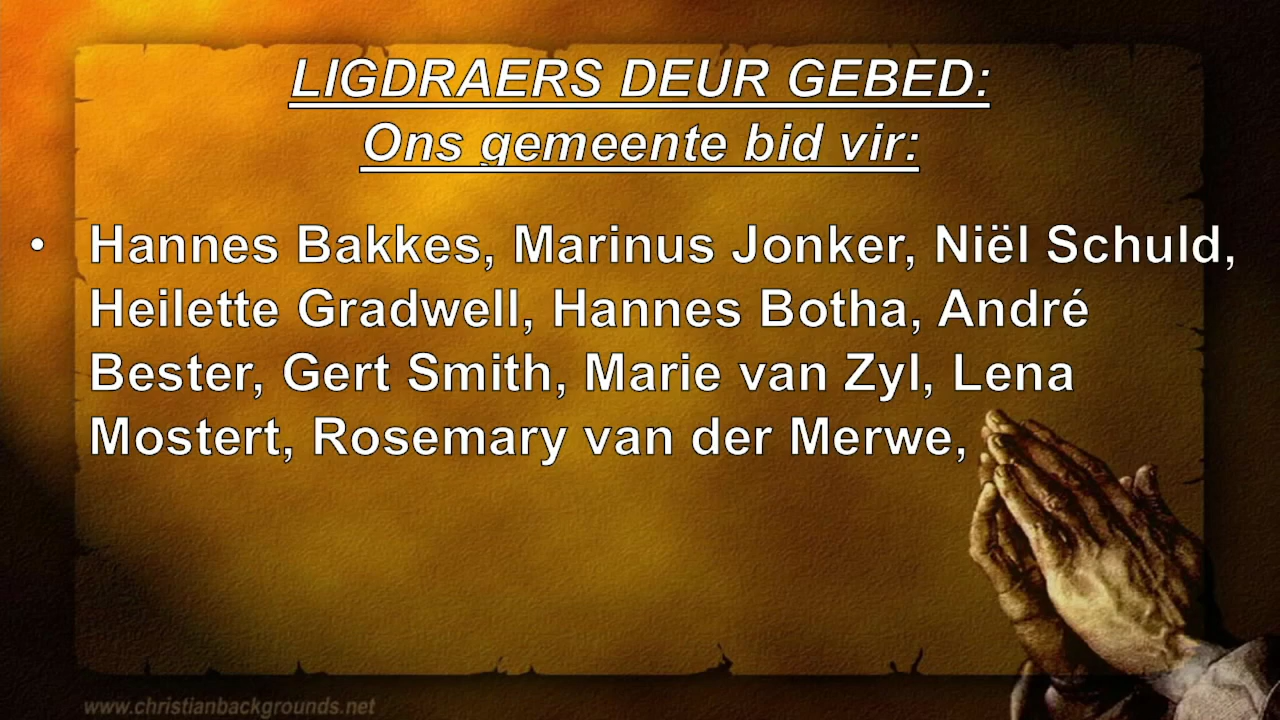 LIGDRAERS DEUR GEBED:
Ons gemeente bid vir:
• Hannes Bakkes, Marinus Jonker, Niël Schuld,
Heilette Gradwell, Hannes Botha, André
Bester, Gert Smith, Marie van Zyl, Lena
Mostert, Rosemary van der Merwe,
www.christianbackgrounds.net